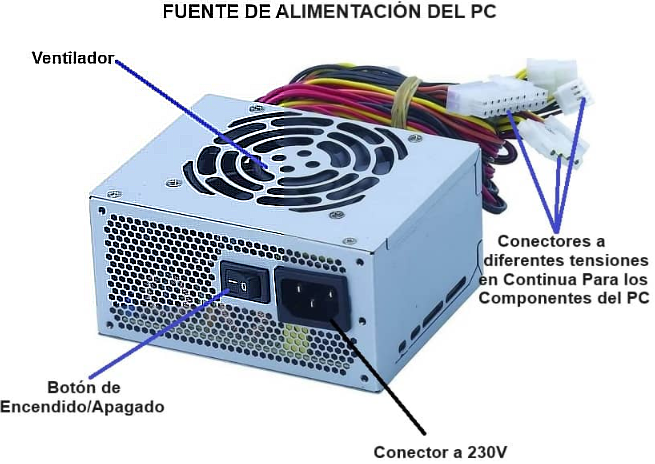 FUENTE DE ALIMENTACIÓN DEL PC
Ventilador
Conectores a
diferentes tensiones
en Continua Para los
Componentes del PC
– 0
Botón de
Encendido/Apagado
Conector a 230V